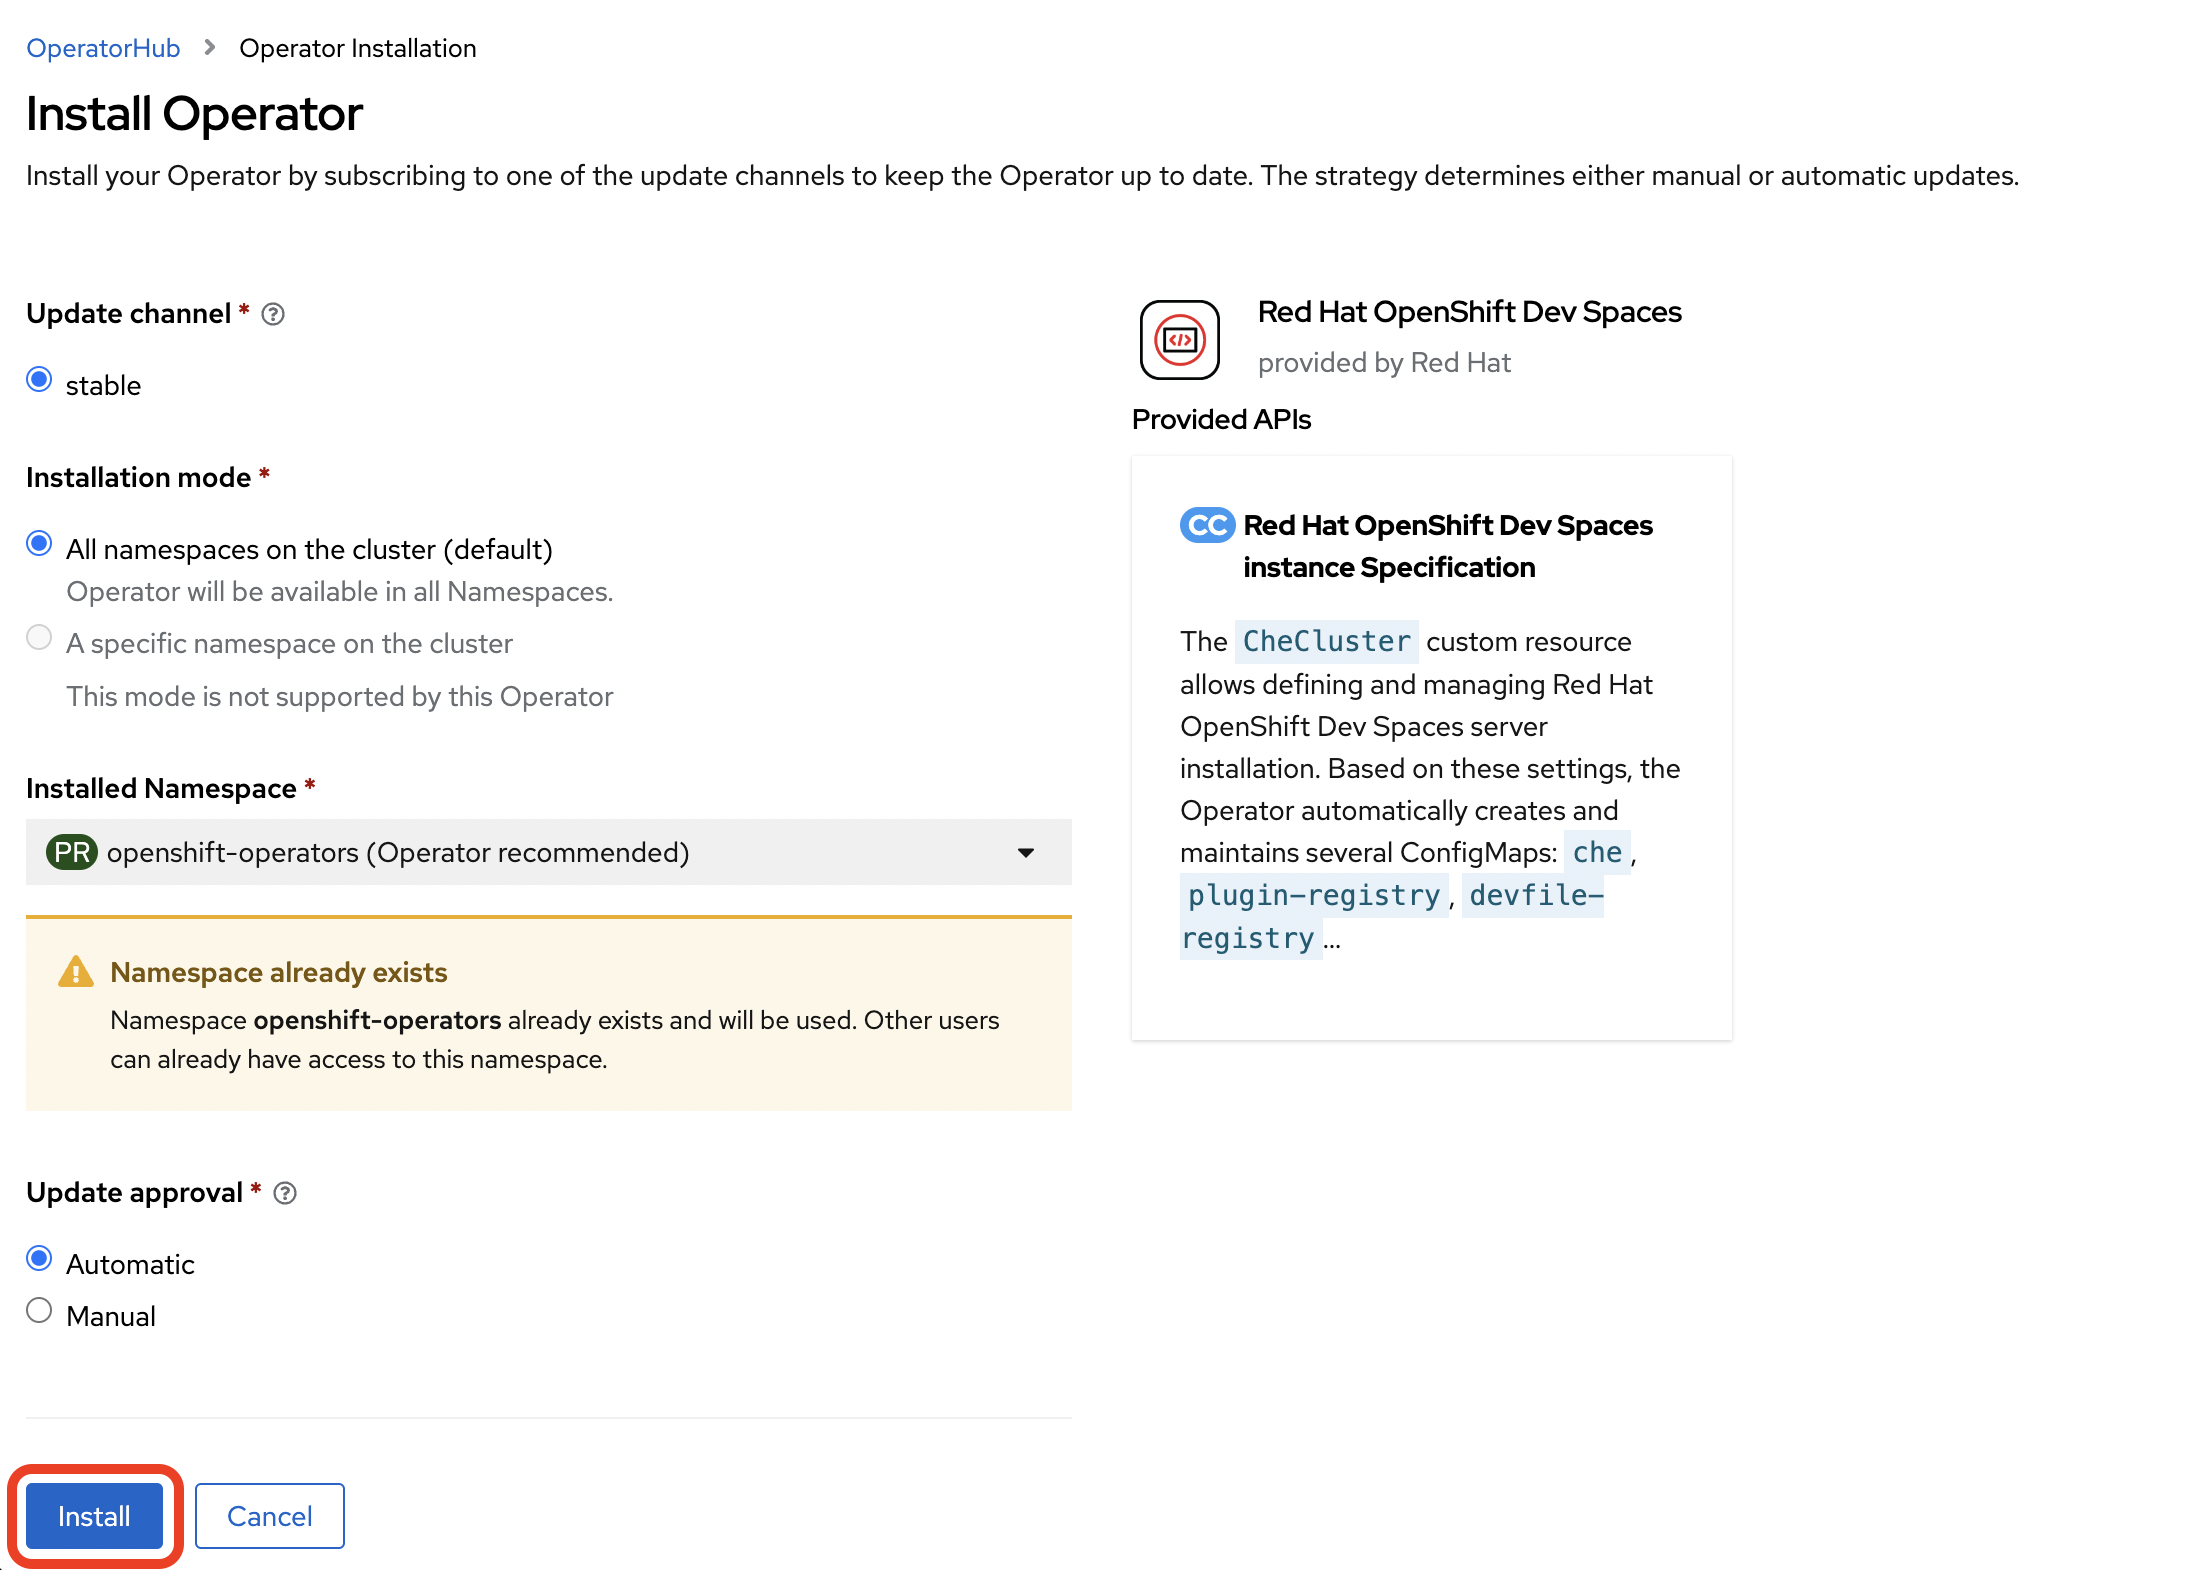 OperatorHub > Operator Installation
Install Operator
Install your Operator by subscribing to one of the update channels to keep the Operator up to date. The strategy determines either manual or automatic updates.
Update channel *
stable
Installation mode *
All namespaces on the cluster (default)
Operator will be available in all Namespaces.
A specific namespace on the cluster
This mode is not supported by this Operator
Installed Namespace *
PR openshift-operators (Operator recommended)
Namespace already exists
Namespace openshift-operators already exists and will be used. Other users
can already have access to this namespace.
Update approval *
Automatic
Manual
Install Cancel
Red Hat OpenShift Dev Spaces
provided by Red Hat
Provided APIs
CC Red Hat OpenShift Dev Spaces
instance Specification
The CheCluster custom resource
allows defining and managing Red Hat
OpenShift Dev Spaces server
installation. Based on these settings, the
Operator automatically creates and
maintains several ConfigMaps: che ,
plugin-registry , devfile-
registry ...